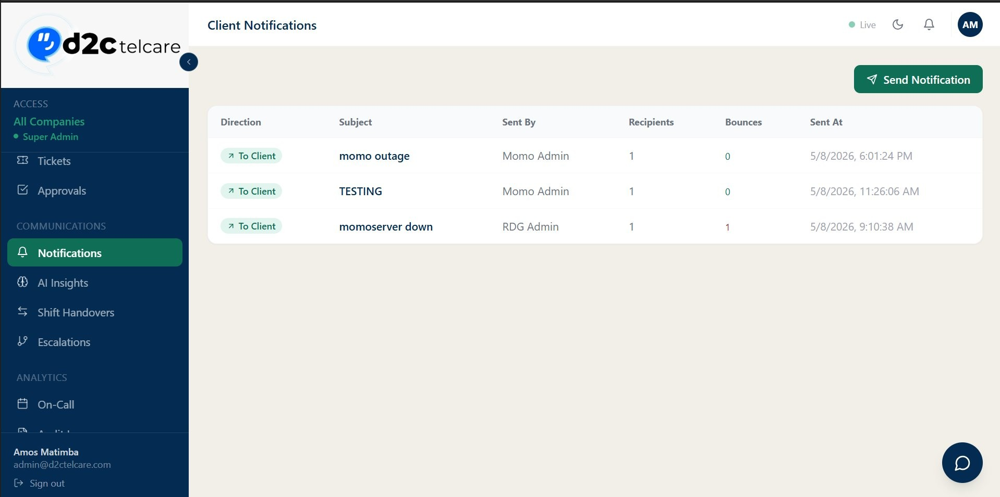 d2c telcare
Client Notifications
Live
AM
Send Notification
ACCESS
All Companies
Super Admin
Tickets
Approvals
COMMUNICATIONS
Notifications
AI Insights
Shift Handovers
Escalations
ANALYTICS
On-Call
Amos Matimba
admin@d2ctelcare.com
Sign out
Direction Subject Sent By Recipients Bounces Sent At
To Client momo outage Momo Admin 1 0 5/8/2026, 6:01:24 PM
To Client TESTING Momo Admin 1 0 5/8/2026, 11:26:06 AM
To Client momoserver down RDG Admin 1 1 5/8/2026, 9:10:38 AM